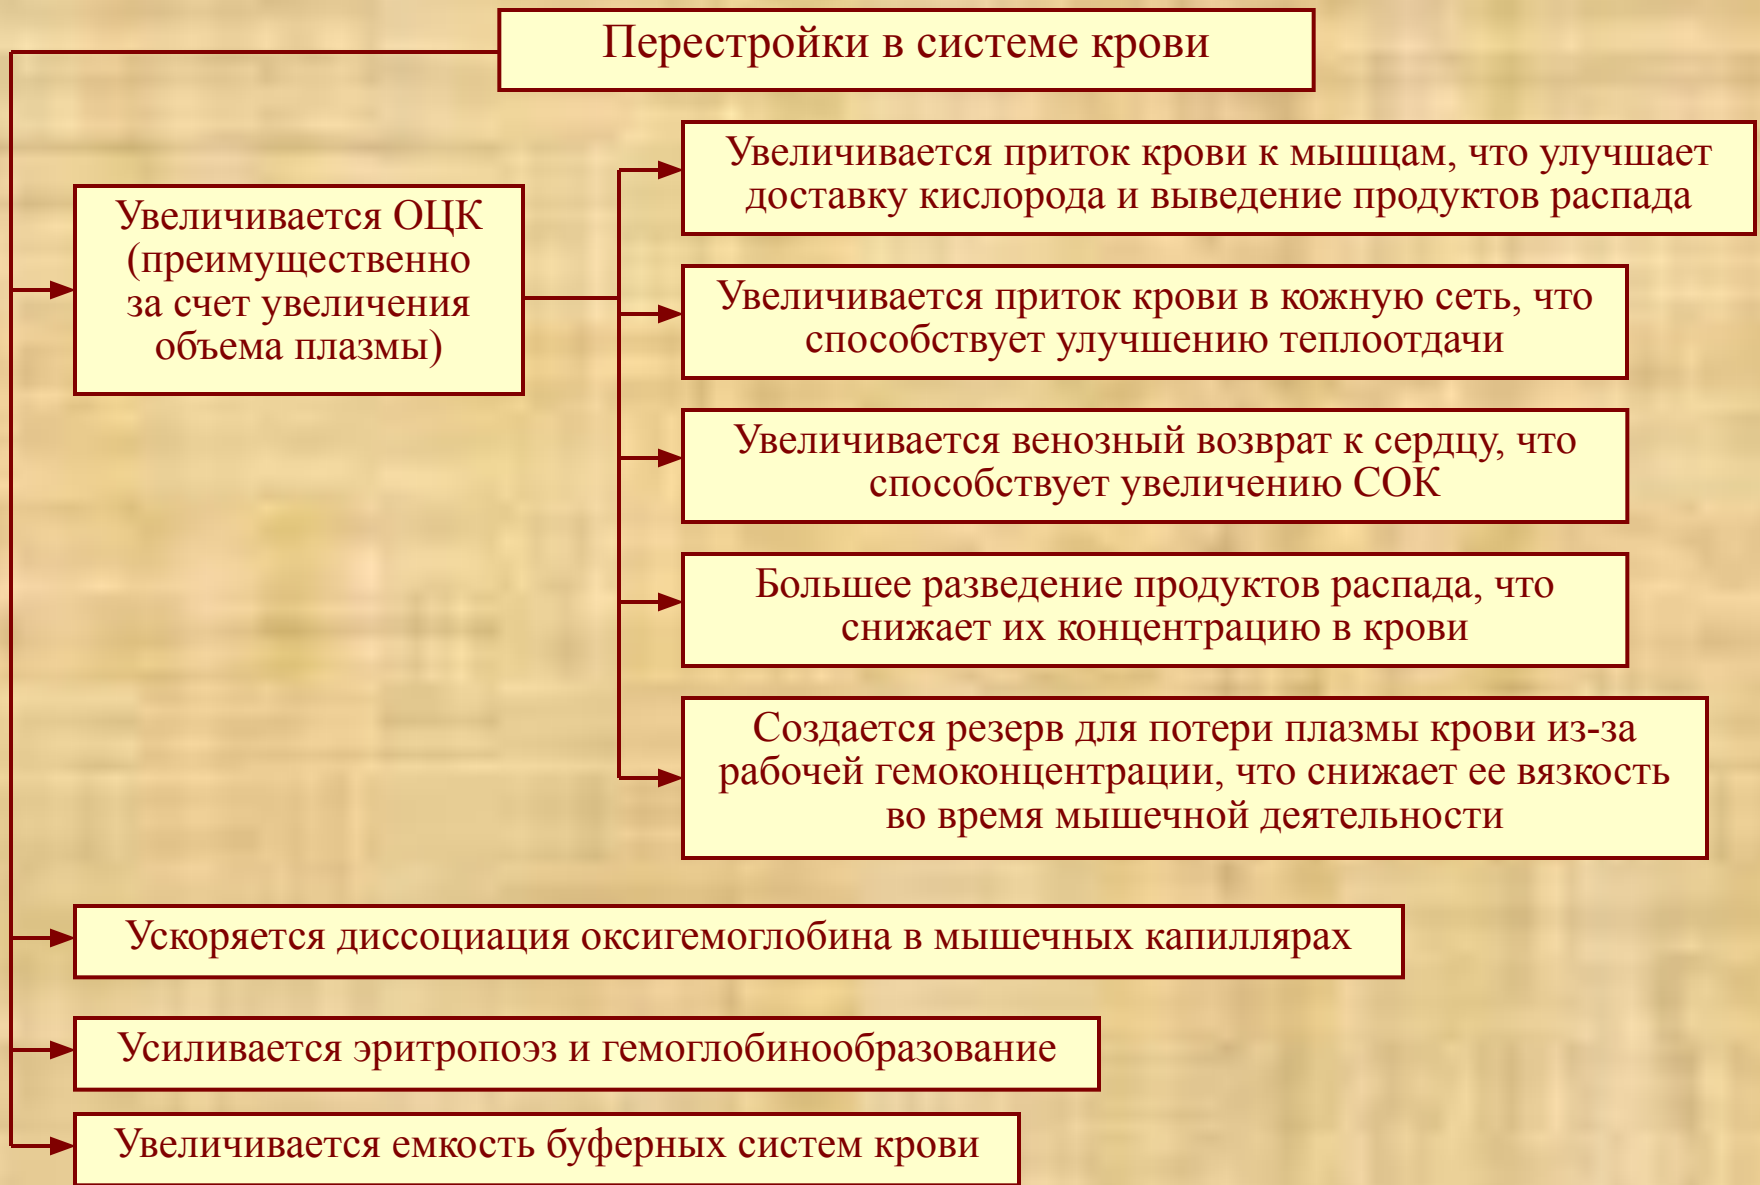 Перестройки в системе крови
Увеличивается ОЦК
(преимущественно
за счет увеличения
объема плазмы)
Увеличивается приток крови к мышцам, что улучшает
доставку кислорода и выведение продуктов распада
Увеличивается приток крови в кожную сеть, что
способствует улучшению теплоотдачи
Увеличивается венозный возврат к сердцу, что
способствует увеличению СОК
Большее разведение продуктов распада, что
снижает их концентрацию в крови
Создается резерв для потери плазмы крови из-за
рабочей гемоконцентрации, что снижает ее вязкость
во время мышечной деятельности
Ускоряется диссоциация оксигемоглобина в мышечных капиллярах
Усиливается эритропоэз и гемоглобинообразование
Увеличивается емкость буферных систем крови